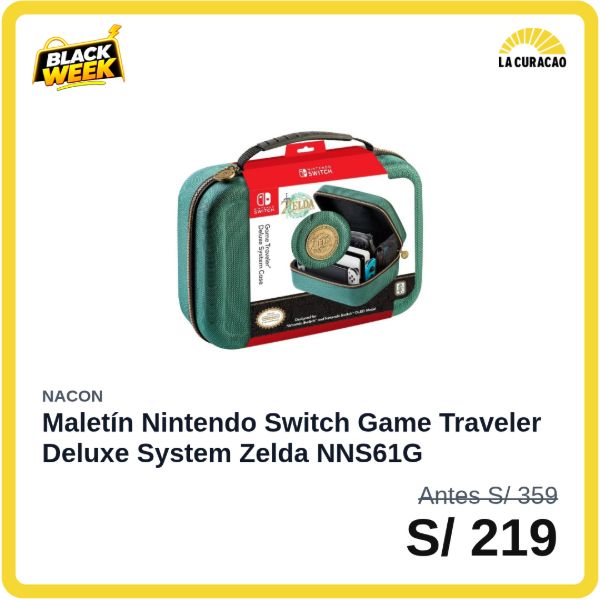 BLACK
WEEK
LA CURACAO
NINTENDO
SWITCH
NINTENDO
SWITCH
ZELDA
Game Traveler
Deluxe System Case
NACON
Maletín Nintendo Switch Game Traveler
Deluxe System Zelda NNS61G
Antes S/ 359
S/ 219